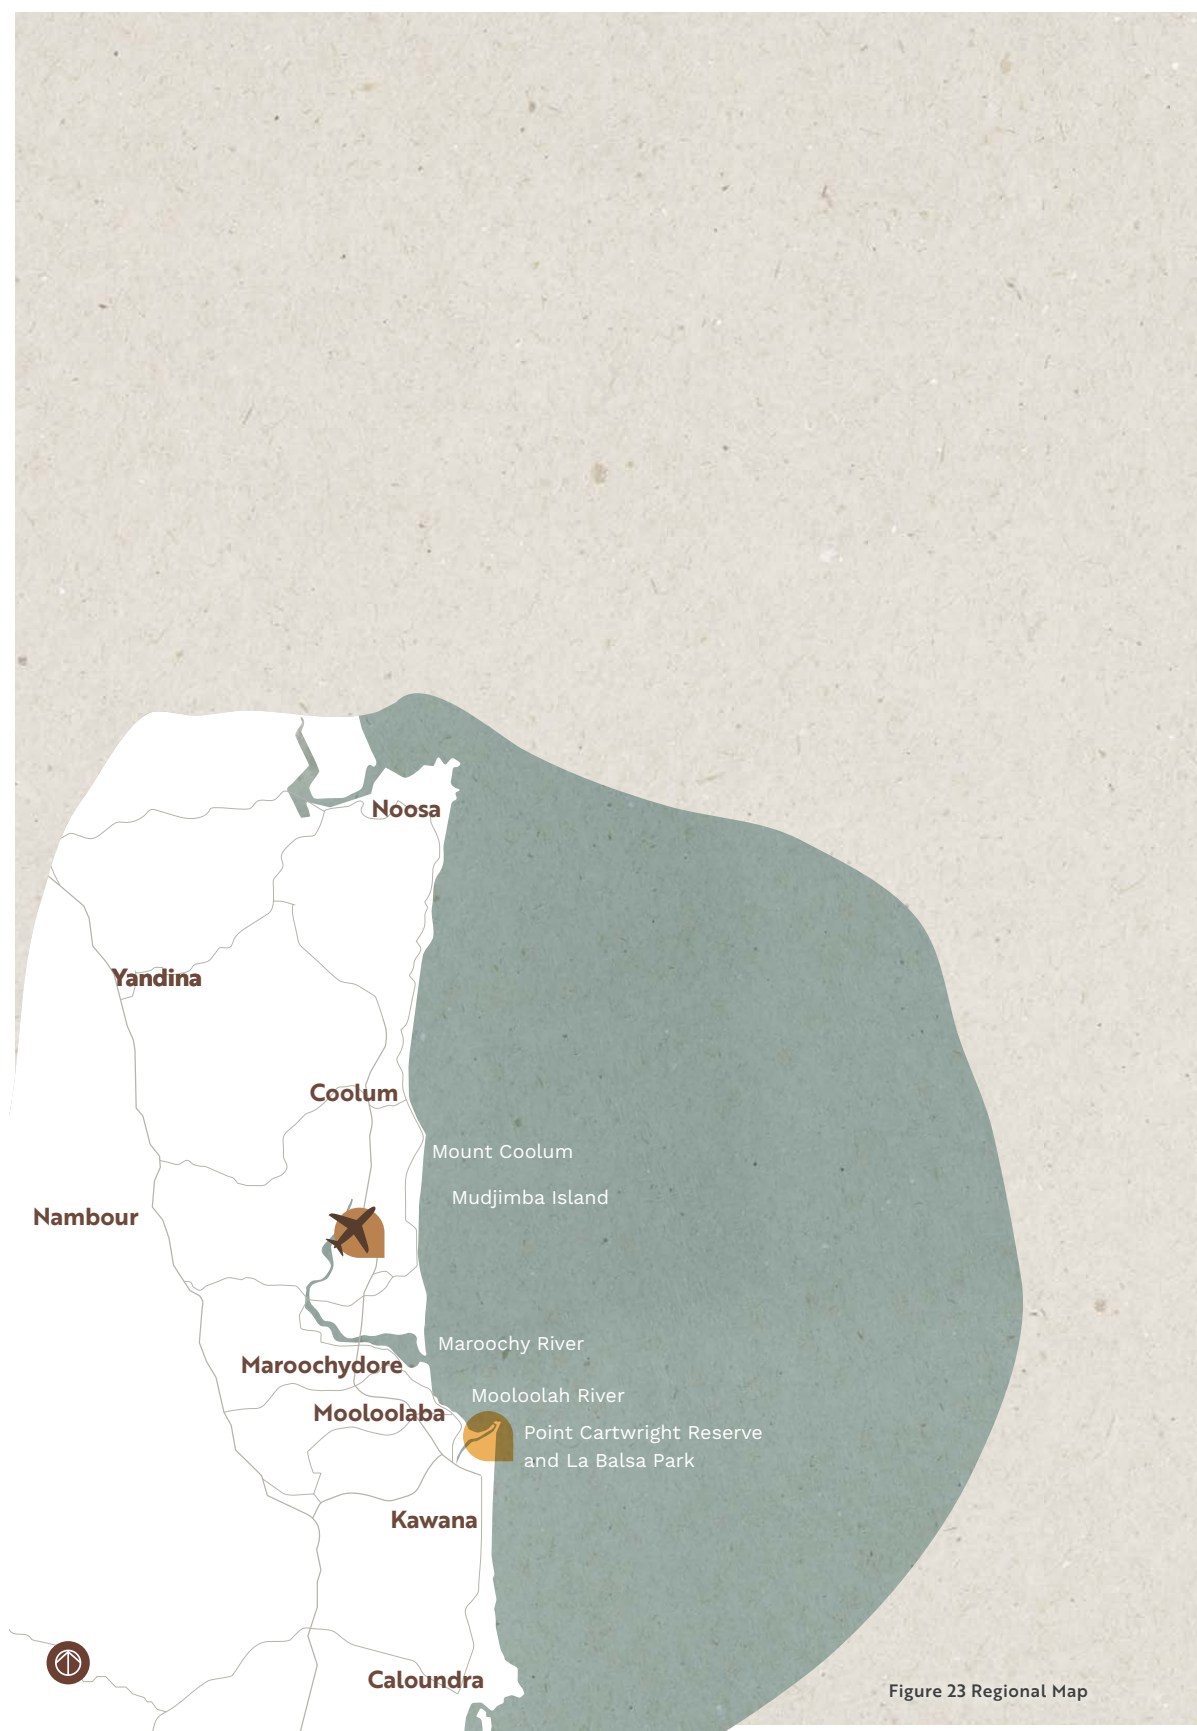 Noosa
Yandina
Coolum
Mount Coolum
Mudjimba Island
Nambour
Maroochy River
Maroochydore
Mooloolah River
Mooloolaba
Point Cartwright Reserve
and La Balsa Park
Kawana
Caloundra
Figure 23 Regional Map